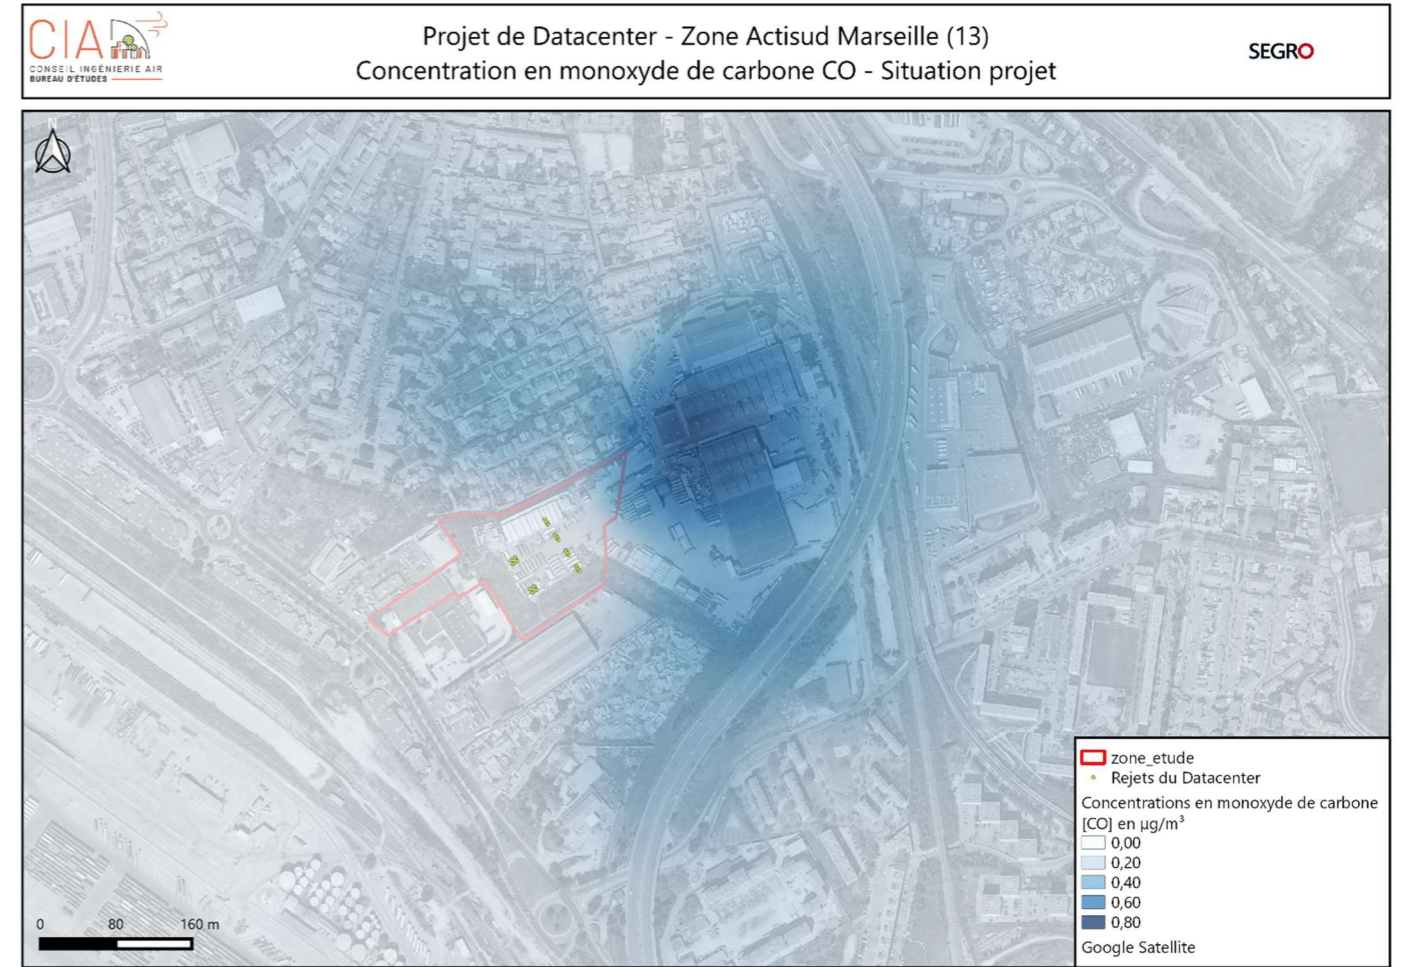 CIA
CONSEIL INGÉNIERIE AIR
BUREAU D'ÉTUDES
Projet de Datacenter - Zone Actisud Marseille (13)
Concentration en monoxyde de carbone CO - Situation projet
SEGRO
N
0 80 160 m
zone_etude
Rejets du Datacenter
Concentrations en monoxyde de carbone
[CO] en µg/m³
0,00
0,20
0,40
0,60
0,80
Google Satellite